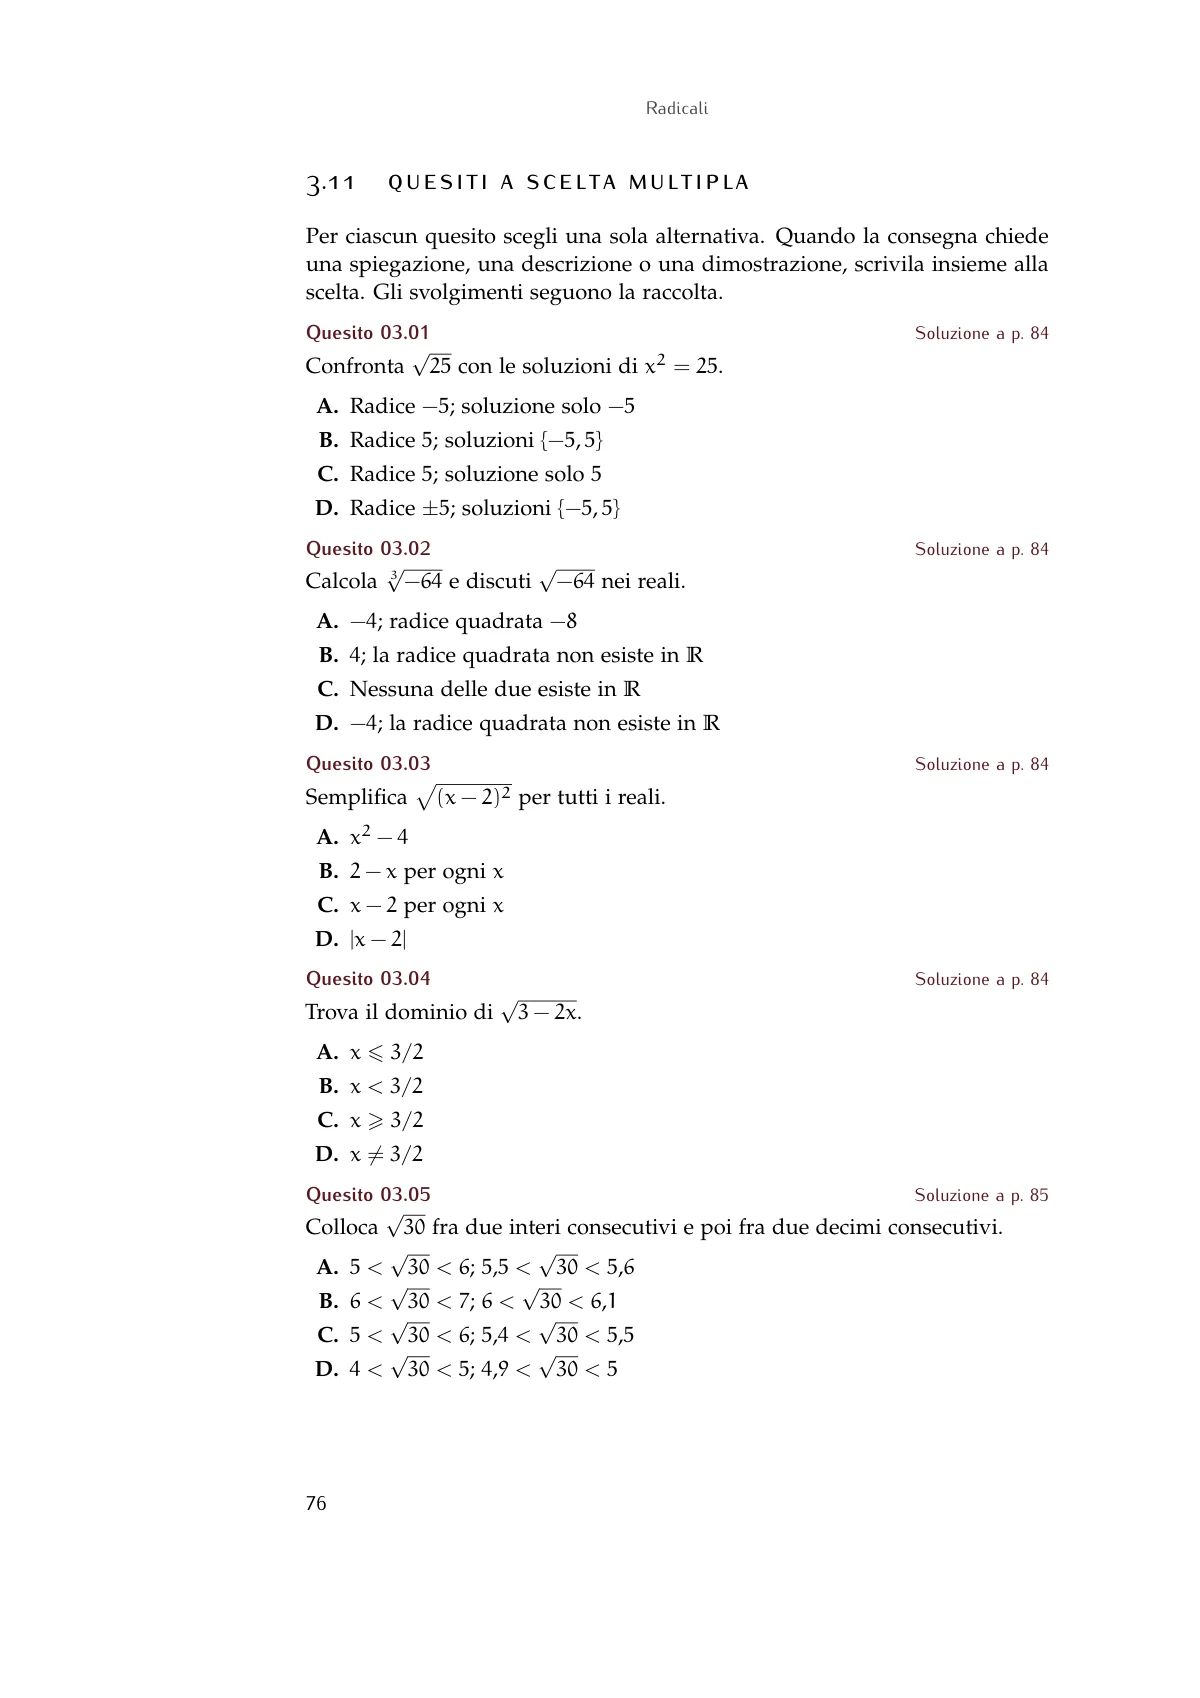 Radicali
3.11 QUESITI A SCELTA MULTIPLA
Per ciascun quesito scegli una sola alternativa. Quando la consegna chiede
una spiegazione, una descrizione o una dimostrazione, scrivila insieme alla
scelta. Gli svolgimenti seguono la raccolta.
Quesito 03.01 Soluzione a p. 84
Confronta √25 con le soluzioni di x² = 25.
A. Radice −5; soluzione solo −5
B. Radice 5; soluzioni {−5, 5}
C. Radice 5; soluzione solo 5
D. Radice ±5; soluzioni {−5, 5}
Quesito 03.02 Soluzione a p. 84
Calcola ∛−64 e discuti √−64 nei reali.
A. −4; radice quadrata −8
B. 4; la radice quadrata non esiste in ℝ
C. Nessuna delle due esiste in ℝ
D. −4; la radice quadrata non esiste in ℝ
Quesito 03.03 Soluzione a p. 84
Semplifica √(x − 2)² per tutti i reali.
A. x² − 4
B. 2 − x per ogni x
C. x − 2 per ogni x
D. |x − 2|
Quesito 03.04 Soluzione a p. 84
Trova il dominio di √3 − 2x.
A. x ⩽ 3/2
B. x < 3/2
C. x ⩾ 3/2
D. x ≠ 3/2
Quesito 03.05 Soluzione a p. 85
Colloca √30 fra due interi consecutivi e poi fra due decimi consecutivi.
A. 5 < √30 < 6; 5,5 < √30 < 5,6
B. 6 < √30 < 7; 6 < √30 < 6,1
C. 5 < √30 < 6; 5,4 < √30 < 5,5
D. 4 < √30 < 5; 4,9 < √30 < 5
76